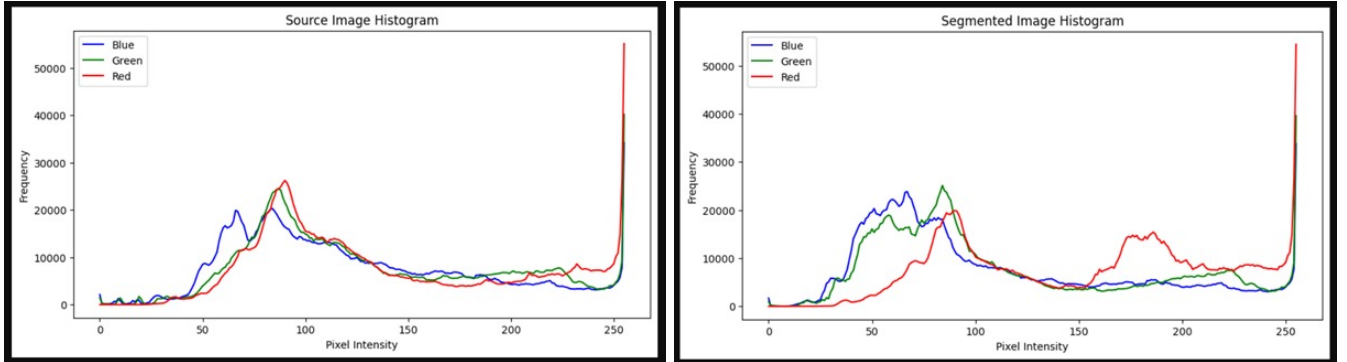 Source Image Histogram
Blue
Green
Red
Frequency
50000
40000
30000
20000
10000
0
0 50 100 150 200 250
Pixel Intensity
Segmented Image Histogram
Blue
Green
Red
Frequency
50000
40000
30000
20000
10000
0
0 50 100 150 200 250
Pixel Intensity